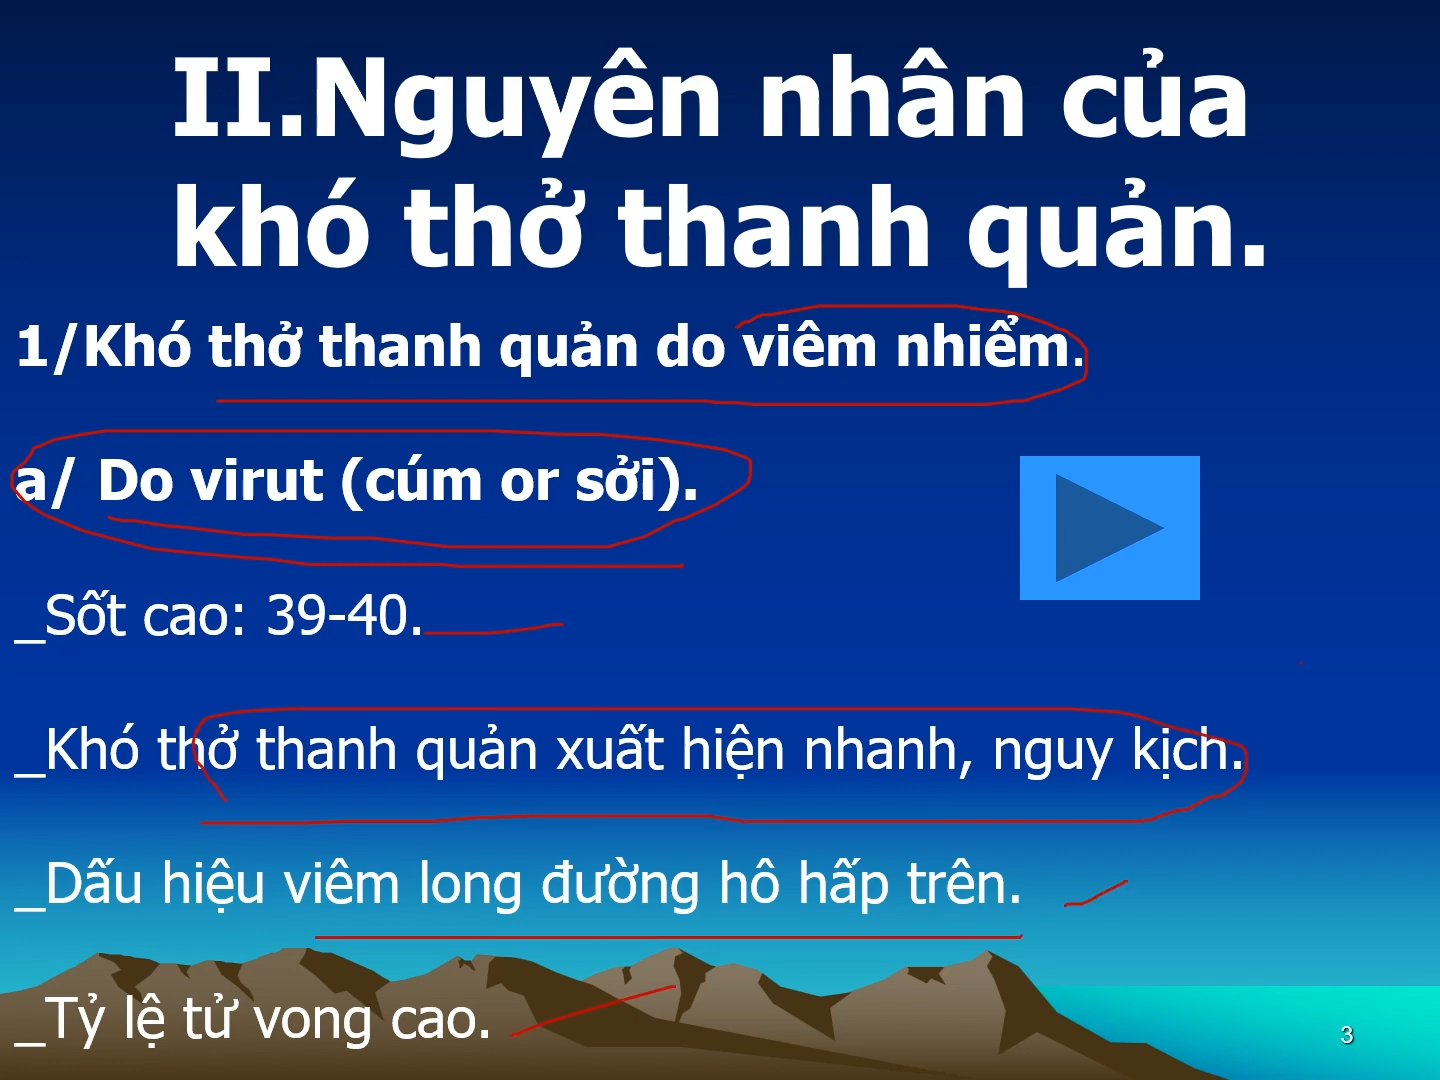 II.Nguyên nhân của
khó thở thanh quản.
1/Khó thở thanh quản do viêm nhiểm.
a/ Do virut (cúm or sởi).
_Sốt cao: 39-40.
_Khó thở thanh quản xuất hiện nhanh, nguy kịch.
_Dấu hiệu viêm long đường hô hấp trên.
_Tỷ lệ tử vong cao.
3